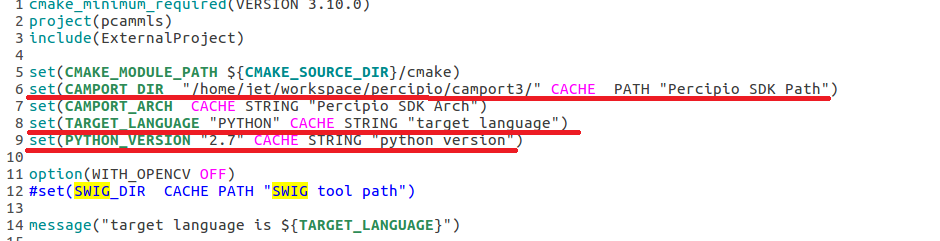 1 cmake_minimum_required(VERSION 3.10.0)
2 project(pcammls)
3 include(ExternalProject)
4
5 set(CMAKE_MODULE_PATH ${CMAKE_SOURCE_DIR}/cmake)
6 set(CAMPORT_DIR  "/home/jet/workspace/percipio/camport3/" CACHE  PATH "Percipio SDK Path")
7 set(CAMPORT_ARCH  CACHE STRING "Percipio SDK Arch")
8 set(TARGET_LANGUAGE "PYTHON" CACHE STRING "target language")
9 set(PYTHON_VERSION "2.7" CACHE STRING "python version")
10
11 option(WITH_OPENCV OFF)
12 #set(SWIG_DIR  CACHE PATH "SWIG tool path")
13
14 message("target language is ${TARGET_LANGUAGE}")
15